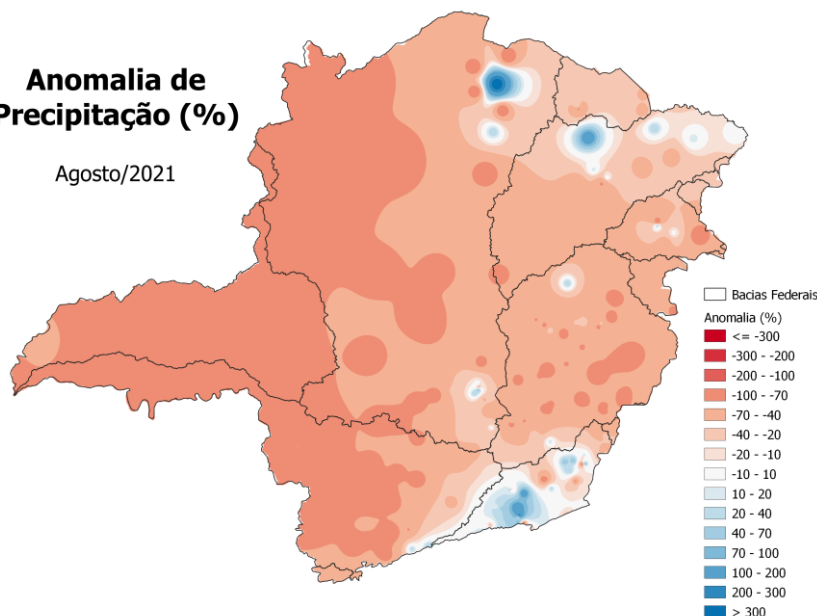 Anomalia de
Precipitação (%)
Agosto/2021
Bacias Federais
Anomalia (%)
<= -300
-300 - -200
-200 - -100
-100 - -70
-70 - -40
-40 - -20
-20 - -10
-10 - 10
10 - 20
20 - 40
40 - 70
70 - 100
100 - 200
200 - 300
> 300